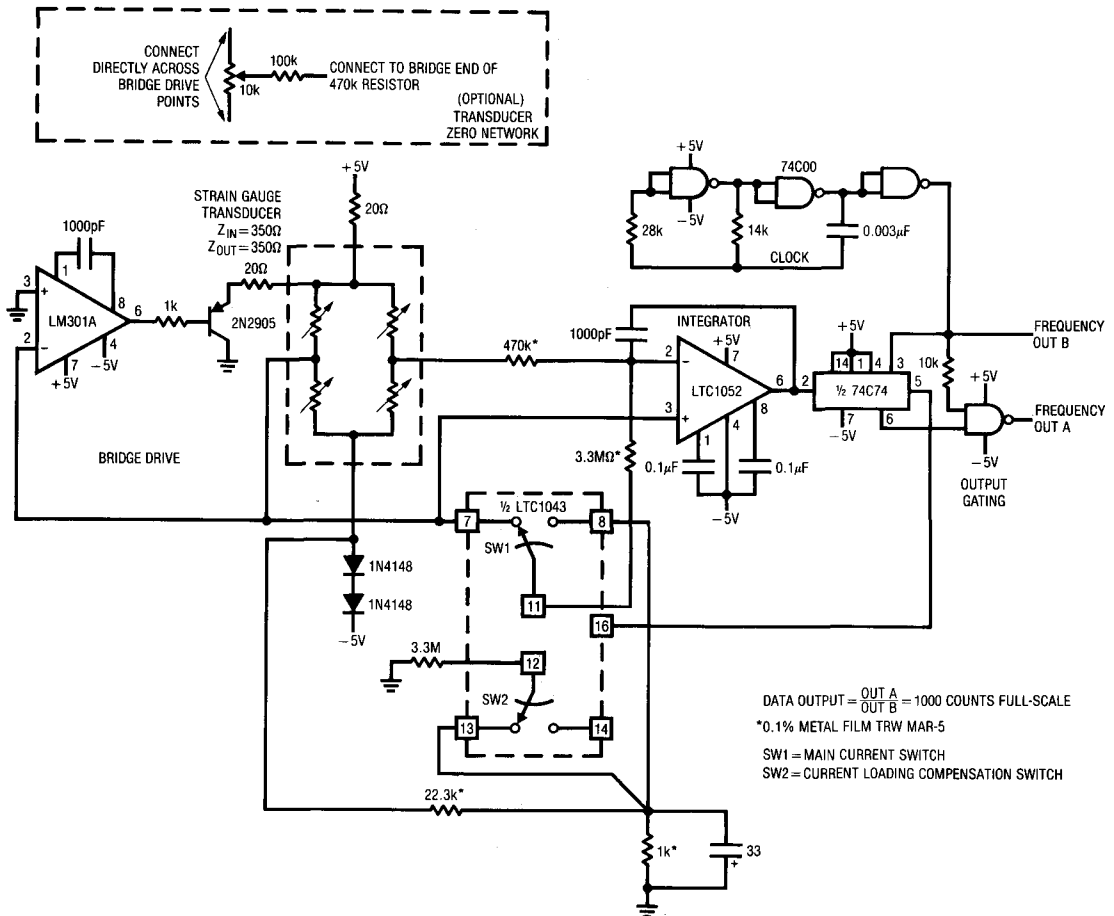 CONNECT
DIRECTLY ACROSS
BRIDGE DRIVE
POINTS
10k
100k
CONNECT TO BRIDGE END OF
470k RESISTOR
(OPTIONAL)
TRANSDUCER
ZERO NETWORK
+5V
20Ω
STRAIN GAUGE
TRANSDUCER
ZIN=350Ω
ZOUT=350Ω
1000pF
20Ω
3
+
1
8
LM301A
6
1k
2N2905
2
−
7
4
−5V
+5V
BRIDGE DRIVE
+5V
74C00
−5V
28k
14k
0.003μF
CLOCK
1000pF
INTEGRATOR
470k*
2
−
+5V
7
LTC1052
6
3
+
1
4
8
3.3MΩ*
0.1μF
0.1μF
−5V
+5V
14
1
4
3
2
½ 74C74
5
7
6
−5V
FREQUENCY
OUT B
10k
+5V
FREQUENCY
OUT A
−5V
OUTPUT
GATING
½ LTC1043
7
8
SW1
11
16
1N4148
1N4148
−5V
3.3M
12
SW2
13
14
22.3k*
1k*
33
+
DATA OUTPUT = OUT A / OUT B = 1000 COUNTS FULL-SCALE
*0.1% METAL FILM TRW MAR-5
SW1 = MAIN CURRENT SWITCH
SW2 = CURRENT LOADING COMPENSATION SWITCH